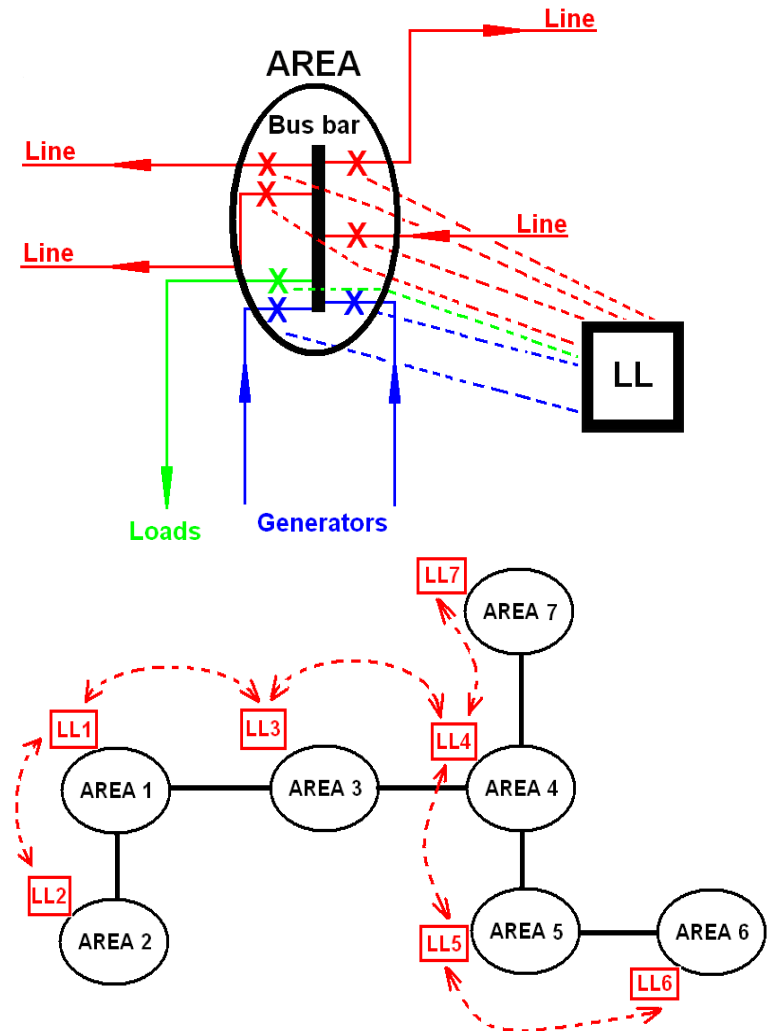 Line
AREA
Bus bar
Line
X
X
X
Line
X
Line
X
X
X
LL
Loads
Generators
LL7
AREA 7
LL1
LL3
LL4
AREA 1
AREA 3
AREA 4
LL2
AREA 2
LL5
AREA 5
AREA 6
LL6